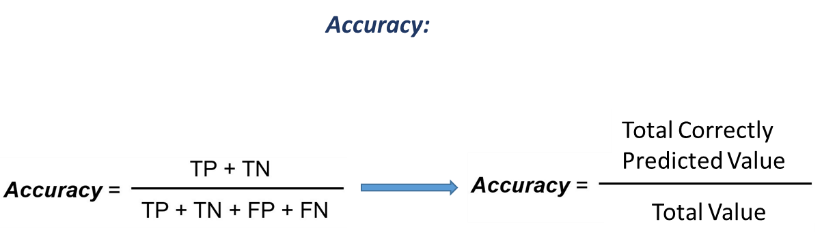 Accuracy:
Accuracy =
TP + TN
TP + TN + FP + FN
Accuracy =
Total Correctly
Predicted Value
Total Value